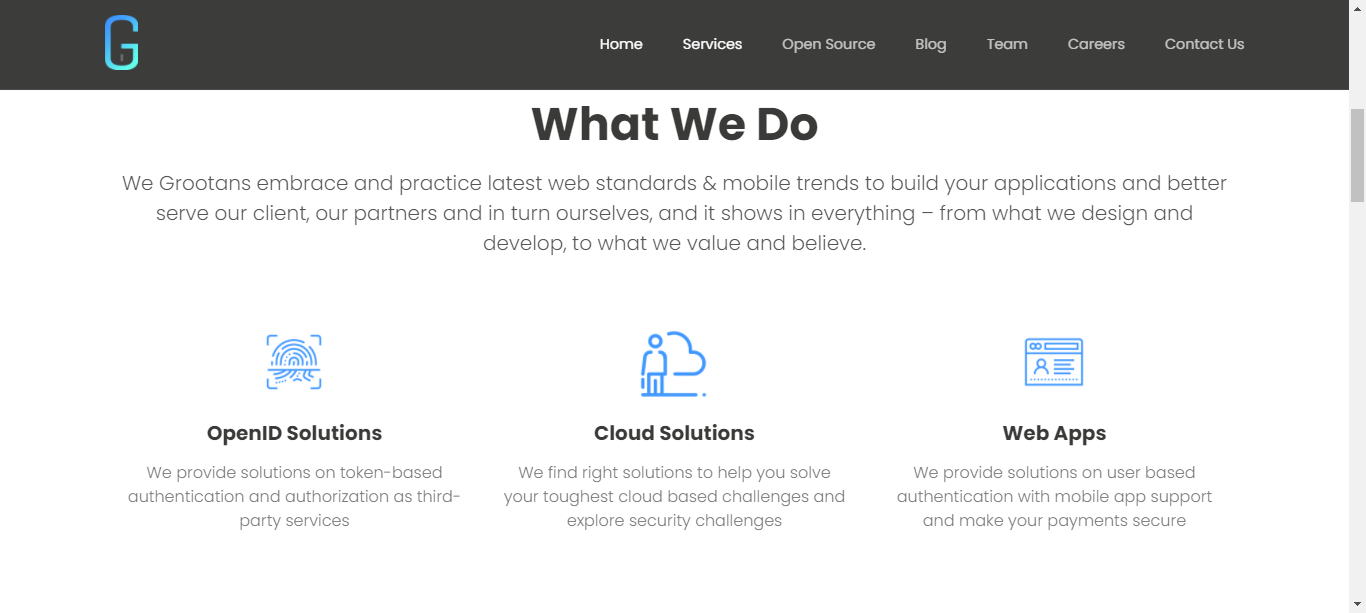 G
Home Services Open Source Blog Team Careers Contact Us
What We Do
We Grootans embrace and practice latest web standards & mobile trends to build your applications and better
serve our client, our partners and in turn ourselves, and it shows in everything – from what we design and
develop, to what we value and believe.
OpenID Solutions
We provide solutions on token-based
authentication and authorization as third-
party services
Cloud Solutions
We find right solutions to help you solve
your toughest cloud based challenges and
explore security challenges
Web Apps
We provide solutions on user based
authentication with mobile app support
and make your payments secure